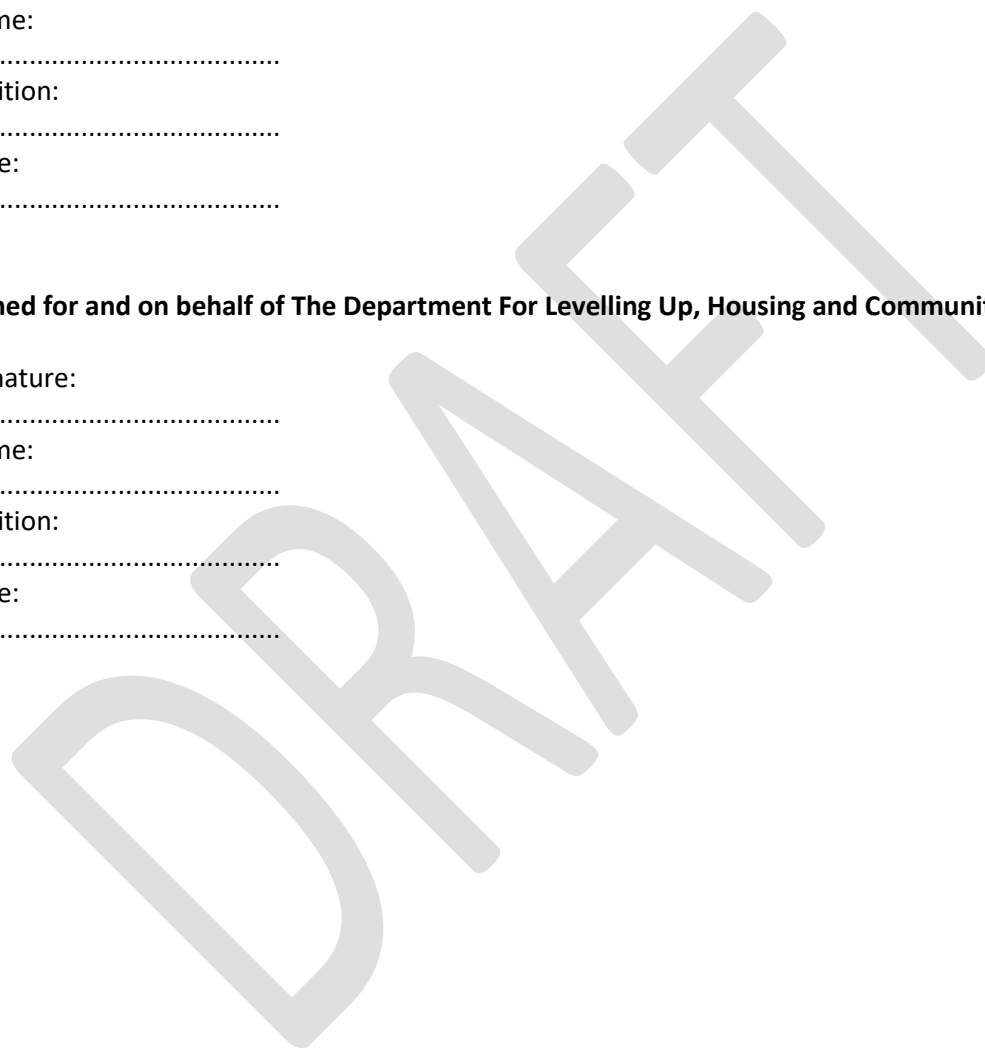 me:
......................................
ition:
......................................
e:
......................................
ned for and on behalf of The Department For Levelling Up, Housing and Communit
nature:
......................................
me:
......................................
ition:
......................................
e:
......................................
DRAFT